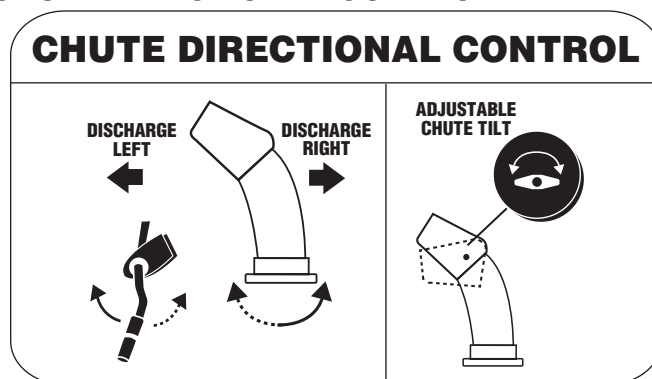 CHUTE DIRECTIONAL CONTROL
DISCHARGE
LEFT
DISCHARGE
RIGHT
ADJUSTABLE
CHUTE TILT